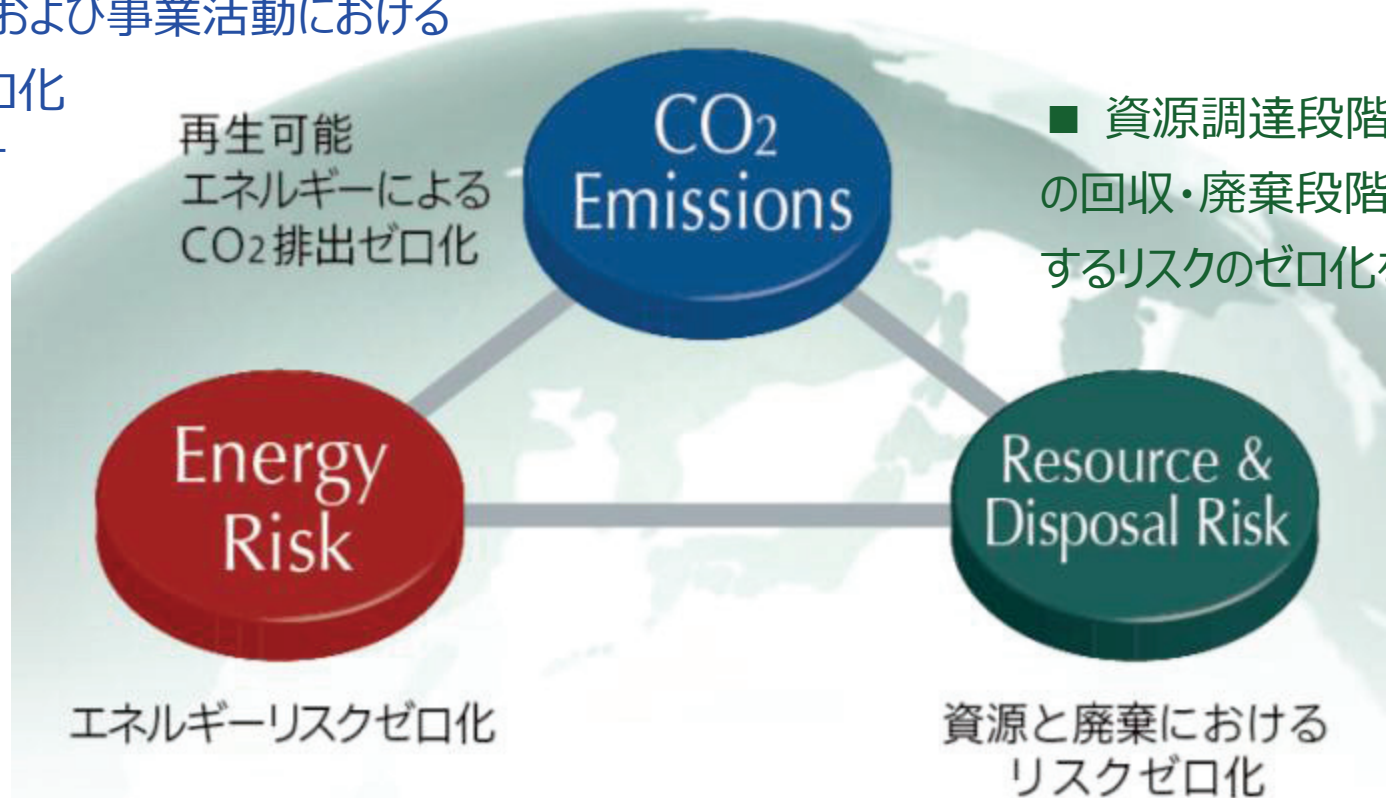 および事業活動における
ロ化
再生可能
エネルギーによる
CO2排出ゼロ化
CO2
Emissions
■ 資源調達段階
の回収・廃棄段階
するリスクのゼロ化
Energy
Risk
Resource &
Disposal Risk
エネルギーリスクゼロ化
資源と廃棄における
リスクゼロ化